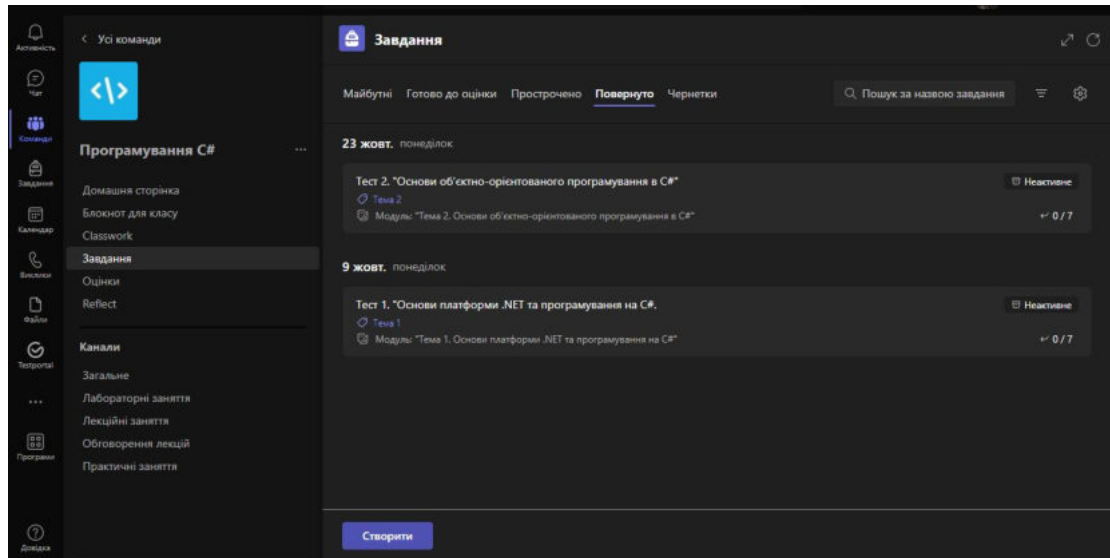 Активність
Чат
Команди
Завдання
Календар
Виклики
Файли
Testportal
Програми
Довідка
Усі команди
Програмування C#
Домашня сторінка
Блокнот для класу
Classwork
Завдання
Оцінки
Reflect
Канали
Загальне
Лабораторні заняття
Лекційні заняття
Обговорення лекцій
Практичні заняття
Завдання
Майбутні Готово до оцінки Прострочено Повернуто Чернетки Пошук за назвою завдання
23 жовт. понеділок
Тест 2. "Основи об'єктно-орієнтованого програмування в C#" Неактивне
Тема 2
Модуль: "Тема 2. Основи об'єктно-орієнтованого програмування в C#" 0 / 7
9 жовт. понеділок
Тест 1. "Основи платформи .NET та програмування на C#. Неактивне
Тема 1
Модуль: "Тема 1. Основи платформи .NET та програмування на C#" 0 / 7
Створити